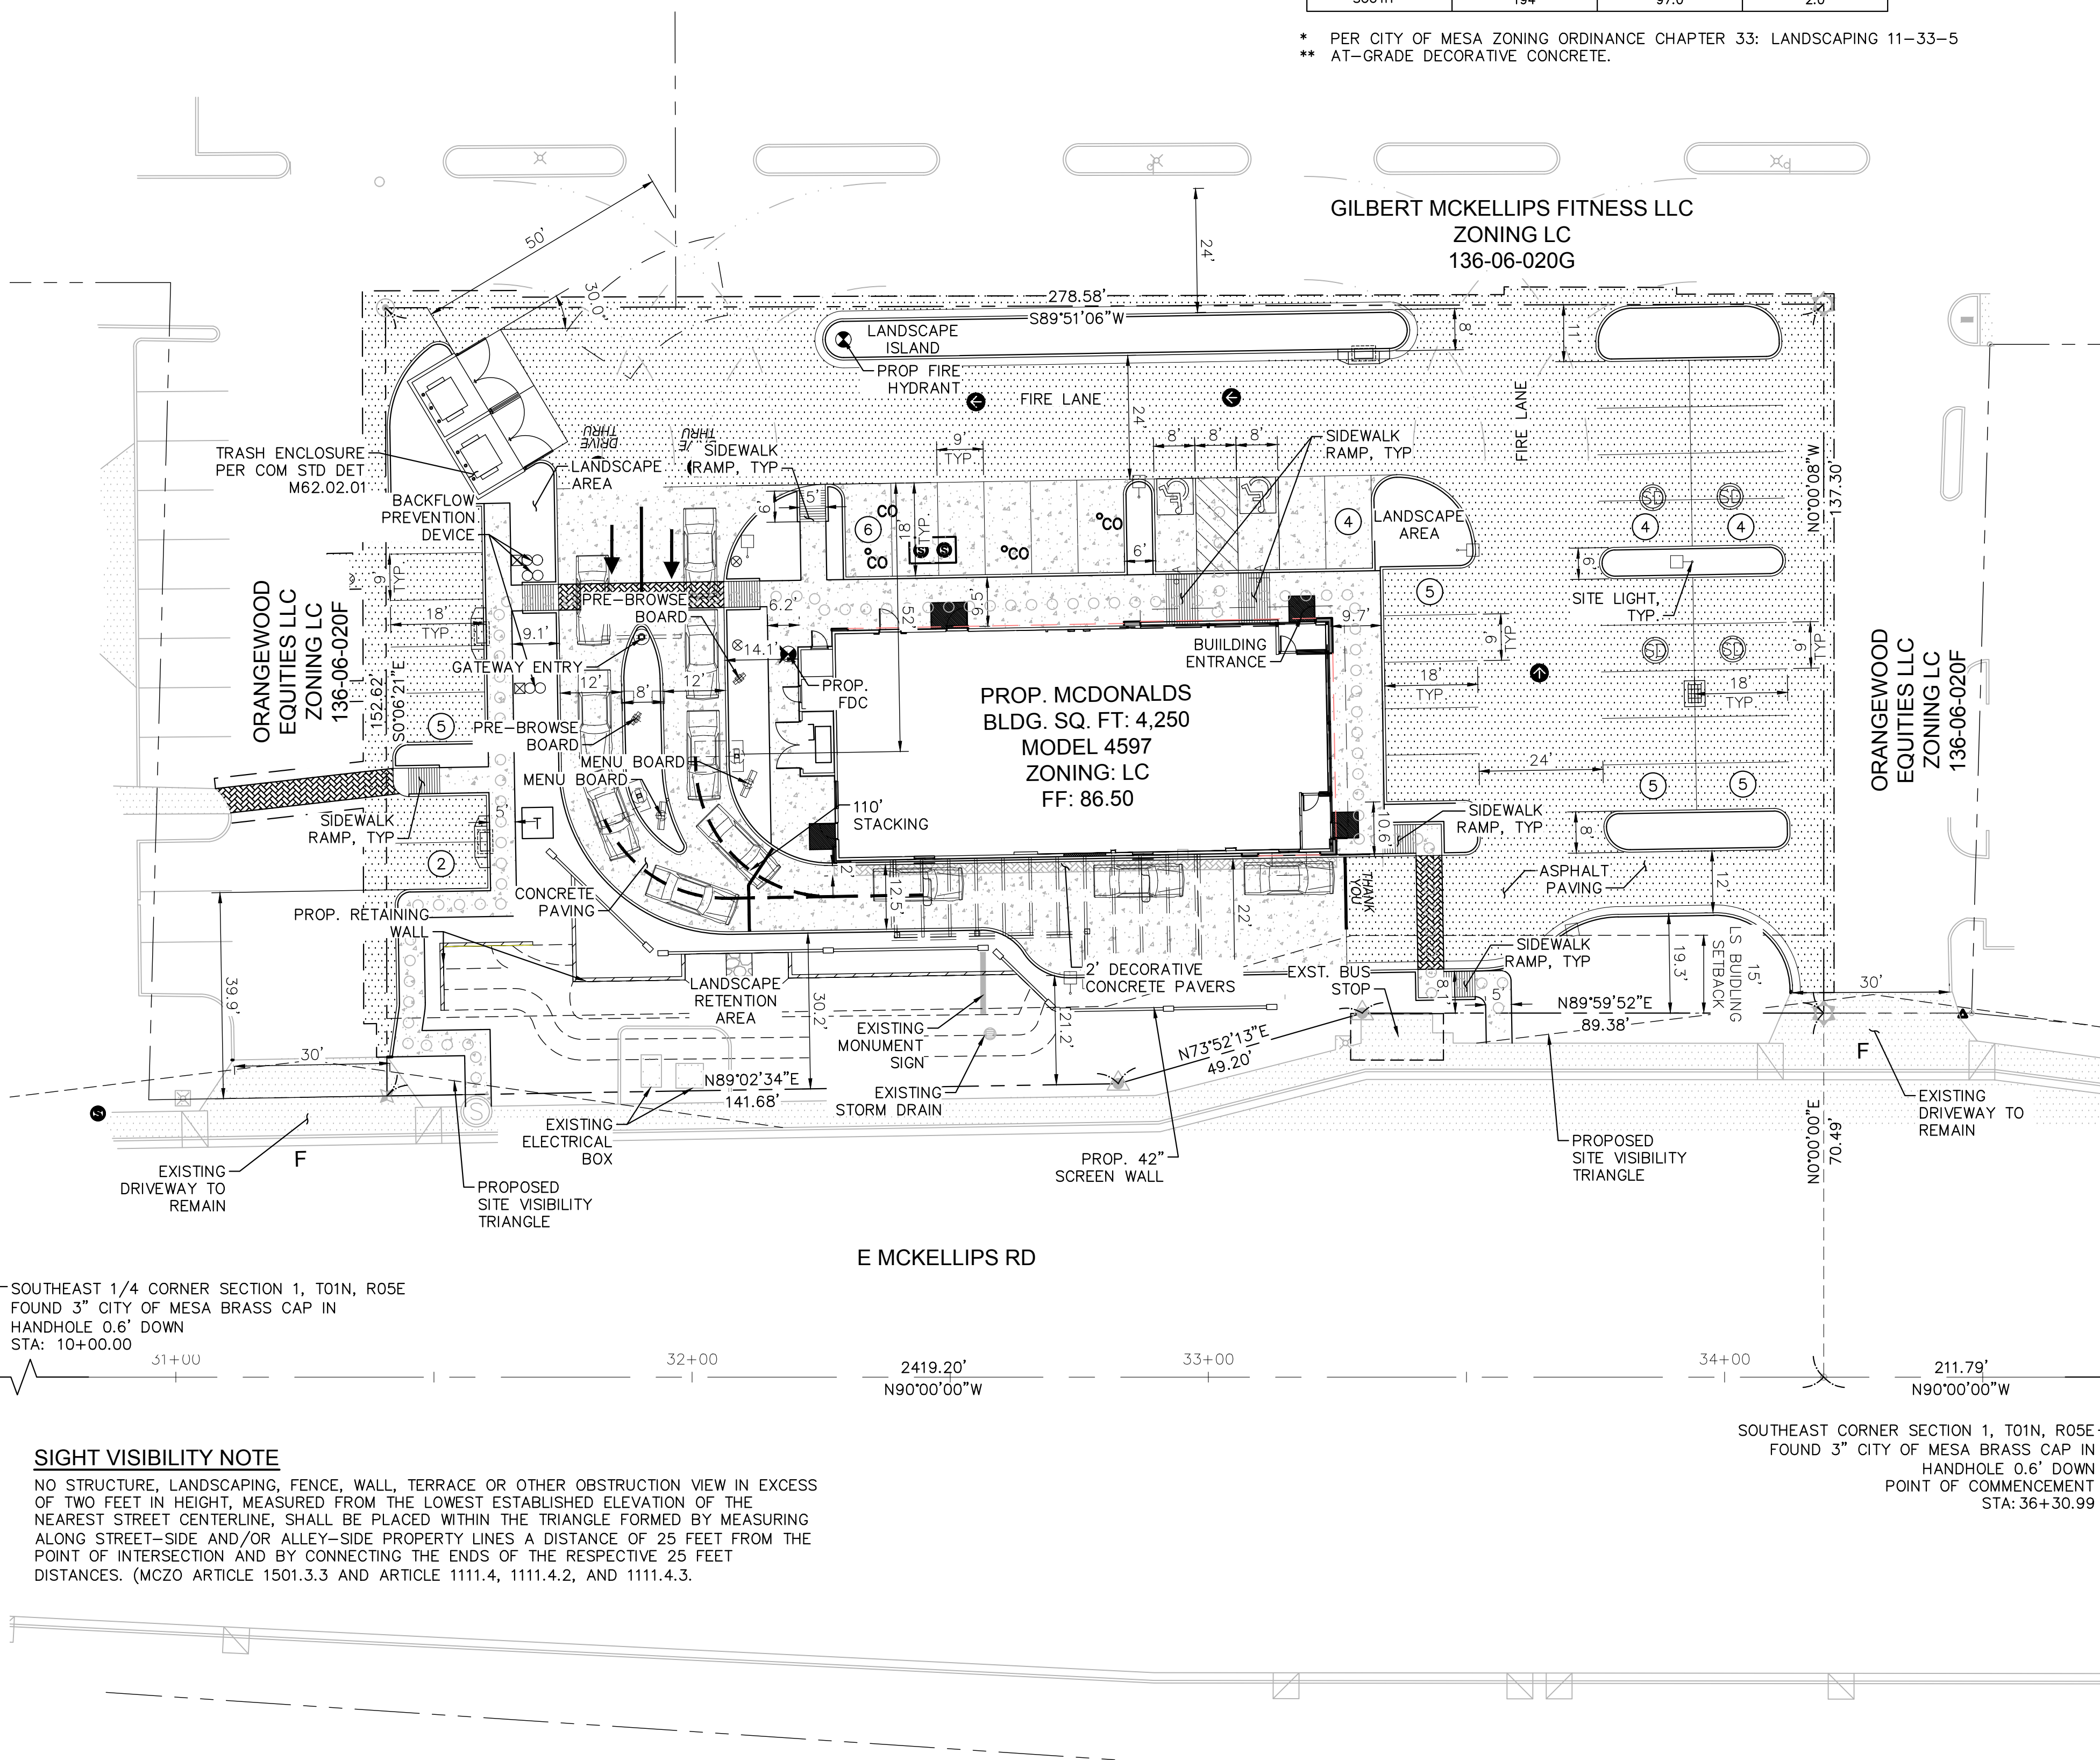 SOUTH 194 97.0 2.0
* PER CITY OF MESA ZONING ORDINANCE CHAPTER 33: LANDSCAPING 11-33-5
** AT-GRADE DECORATIVE CONCRETE.
GILBERT MCKELLIPS FITNESS LLC
ZONING LC
136-06-020G
50'
30.0'
24'
278.58'
S89°51'06"W
LANDSCAPE
ISLAND
8'
11'
PROP FIRE
HYDRANT
FIRE LANE
FIRE LANE
24'
DRIVE
THRU
DRIVE
THRU
9'
TYP.
8'
8'
8'
SIDEWALK
RAMP, TYP
SIDEWALK
RAMP, TYP
TRASH ENCLOSURE
PER COM STD DET
M62.02.01
LANDSCAPE
AREA
BACKFLOW
PREVENTION
DEVICE
5'
6'
6
CO
18'
TYP.
CO
CO
CO
S
S
6'
4
LANDSCAPE
AREA
SD
SD
4
4
N0°00'08"W
137.30'
6'
5
SITE LIGHT,
TYP.
ORANGEWOOD
EQUITIES LLC
ZONING LC
136-06-020F
9'
TYP
18'
TYP.
152.62'
S0°06'21"E
9.1'
PRE-BROWSE
BOARD
6.2'
52'
9.5'
9.7'
GATEWAY ENTRY
14.1'
BUIILDING
ENTRANCE
12'
8'
12'
PROP.
FDC
PROP. MCDONALDS
BLDG. SQ. FT: 4,250
MODEL 4597
ZONING: LC
FF: 86.50
9'
TYP
SD
SD
9'
TYP
18'
TYP.
18'
TYP.
ORANGEWOOD
EQUITIES LLC
ZONING LC
136-06-020F
5
PRE-BROWSE
BOARD
MENU BOARD
MENU BOARD
24'
5
5
110'
STACKING
SIDEWALK
RAMP, TYP
5'
T
10.6'
SIDEWALK
RAMP, TYP
8'
2
2'
12.5'
THANK
YOU
ASPHALT
PAVING
12'
CONCRETE
PAVING
PROP. RETAINING
WALL
22'
SIDEWALK
RAMP, TYP
19.3'
15'
LS BUIDLING
SETBACK
39.9'
LANDSCAPE
RETENTION
AREA
2' DECORATIVE
CONCRETE PAVERS
EXST. BUS
STOP
8'
5'
30'
N89°59'52"E
89.38'
30.2'
EXISTING
MONUMENT
SIGN
21.2'
N73°52'13"E
49.20'
30'
F
N89°02'34"E
141.68'
EXISTING
STORM DRAIN
S
S
EXISTING
ELECTRICAL
BOX
EXISTING
DRIVEWAY TO
REMAIN
F
EXISTING
DRIVEWAY TO
REMAIN
PROPOSED
SITE VISIBILITY
TRIANGLE
PROP. 42"
SCREEN WALL
PROPOSED
SITE VISIBILITY
TRIANGLE
N0°00'00"E
70.49'
E MCKELLIPS RD
SOUTHEAST 1/4 CORNER SECTION 1, T01N, R05E
FOUND 3" CITY OF MESA BRASS CAP IN
HANDHOLE 0.6' DOWN
STA: 10+00.00
31+00
32+00
2419.20'
N90°00'00"W
33+00
34+00
211.79'
N90°00'00"W
SOUTHEAST CORNER SECTION 1, T01N, R05E
FOUND 3" CITY OF MESA BRASS CAP IN
HANDHOLE 0.6' DOWN
POINT OF COMMENCEMENT
STA: 36+30.99
SIGHT VISIBILITY NOTE
NO STRUCTURE, LANDSCAPING, FENCE, WALL, TERRACE OR OTHER OBSTRUCTION VIEW IN EXCESS
OF TWO FEET IN HEIGHT, MEASURED FROM THE LOWEST ESTABLISHED ELEVATION OF THE
NEAREST STREET CENTERLINE, SHALL BE PLACED WITHIN THE TRIANGLE FORMED BY MEASURING
ALONG STREET-SIDE AND/OR ALLEY-SIDE PROPERTY LINES A DISTANCE OF 25 FEET FROM THE
POINT OF INTERSECTION AND BY CONNECTING THE ENDS OF THE RESPECTIVE 25 FEET
DISTANCES. (MCZO ARTICLE 1501.3.3 AND ARTICLE 1111.4, 1111.4.2, AND 1111.4.3.